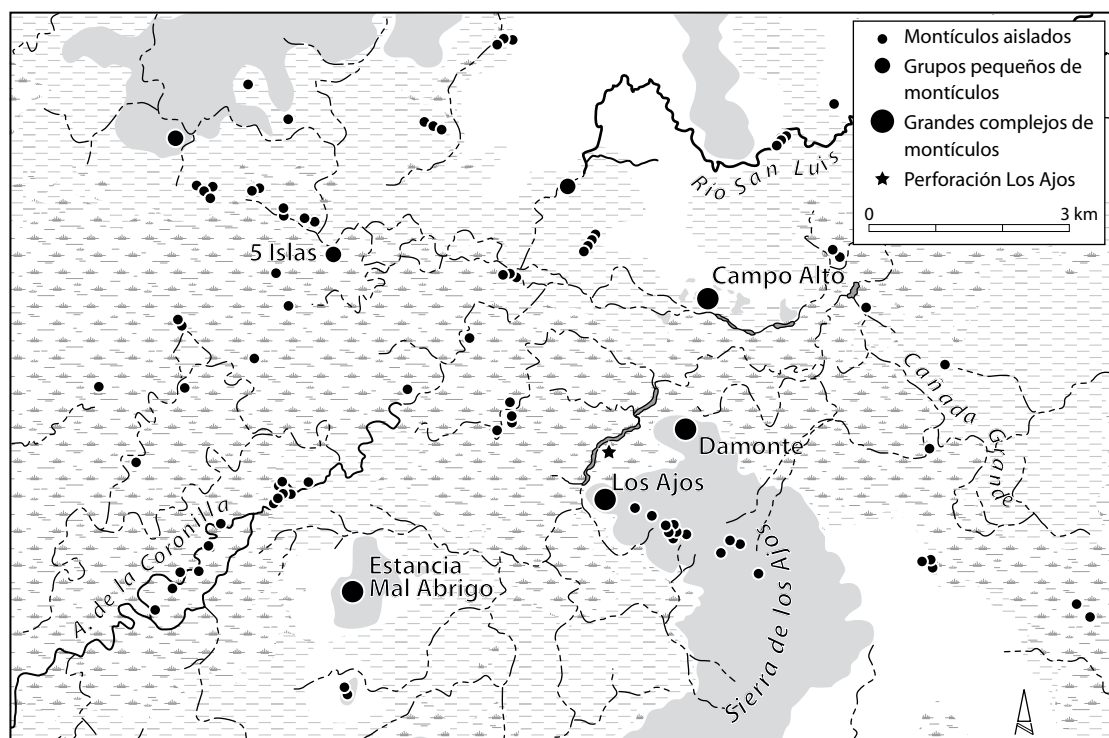 Montículos aislados
Grupos pequeños de
montículos
Grandes complejos de
montículos
Perforación Los Ajos
0 3 km
Río San Luis
5 Islas
Campo Alto
Cañada Grande
Damonte
Los Ajos
A. de la Coronilla
Estancia
Mal Abrigo
Sierra de los Ajos